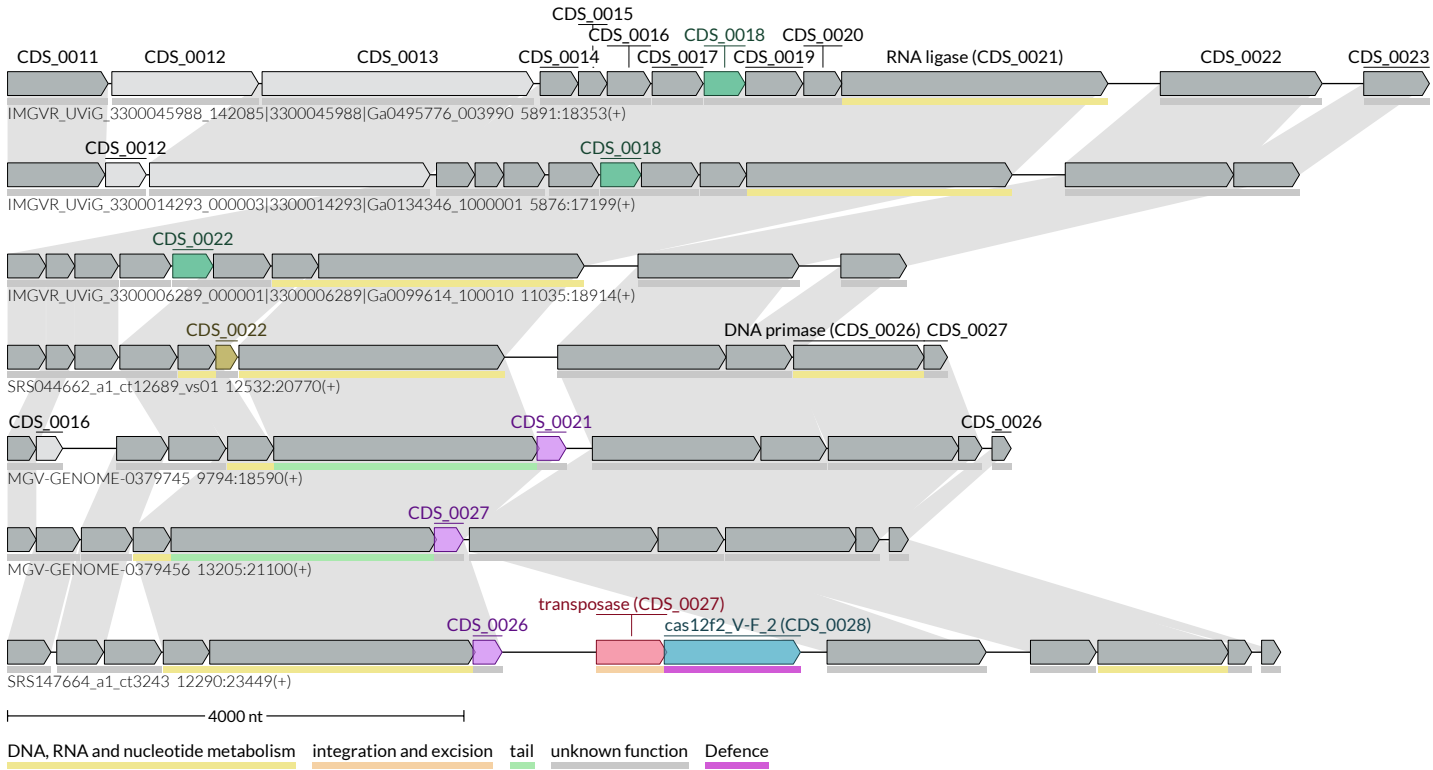 CDS_0015
CDS_0016 CDS_0018 CDS_0020
CDS_0011 CDS_0012 CDS_0013 CDS_0014 CDS_0017 CDS_0019 RNA ligase (CDS_0021) CDS_0022 CDS_0023
IMGVR_UViG_3300045988_142085|3300045988|Ga0495776_003990 5891:18353(+)
CDS_0012 CDS_0018
IMGVR_UViG_3300014293_000003|3300014293|Ga0134346_1000001 5876:17199(+)
CDS_0022
IMGVR_UViG_3300006289_000001|3300006289|Ga0099614_100010 11035:18914(+)
CDS_0022 DNA primase (CDS_0026) CDS_0027
SRS044662_a1_ct12689_vs01 12532:20770(+)
CDS_0016 CDS_0021 CDS_0026
MGV-GENOME-0379745 9794:18590(+)
CDS_0027
MGV-GENOME-0379456 13205:21100(+)
transposase (CDS_0027)
CDS_0026 cas12f2_V-F_2 (CDS_0028)
SRS147664_a1_ct3243 12290:23449(+)
4000 nt
DNA, RNA and nucleotide metabolism integration and excision tail unknown function Defence